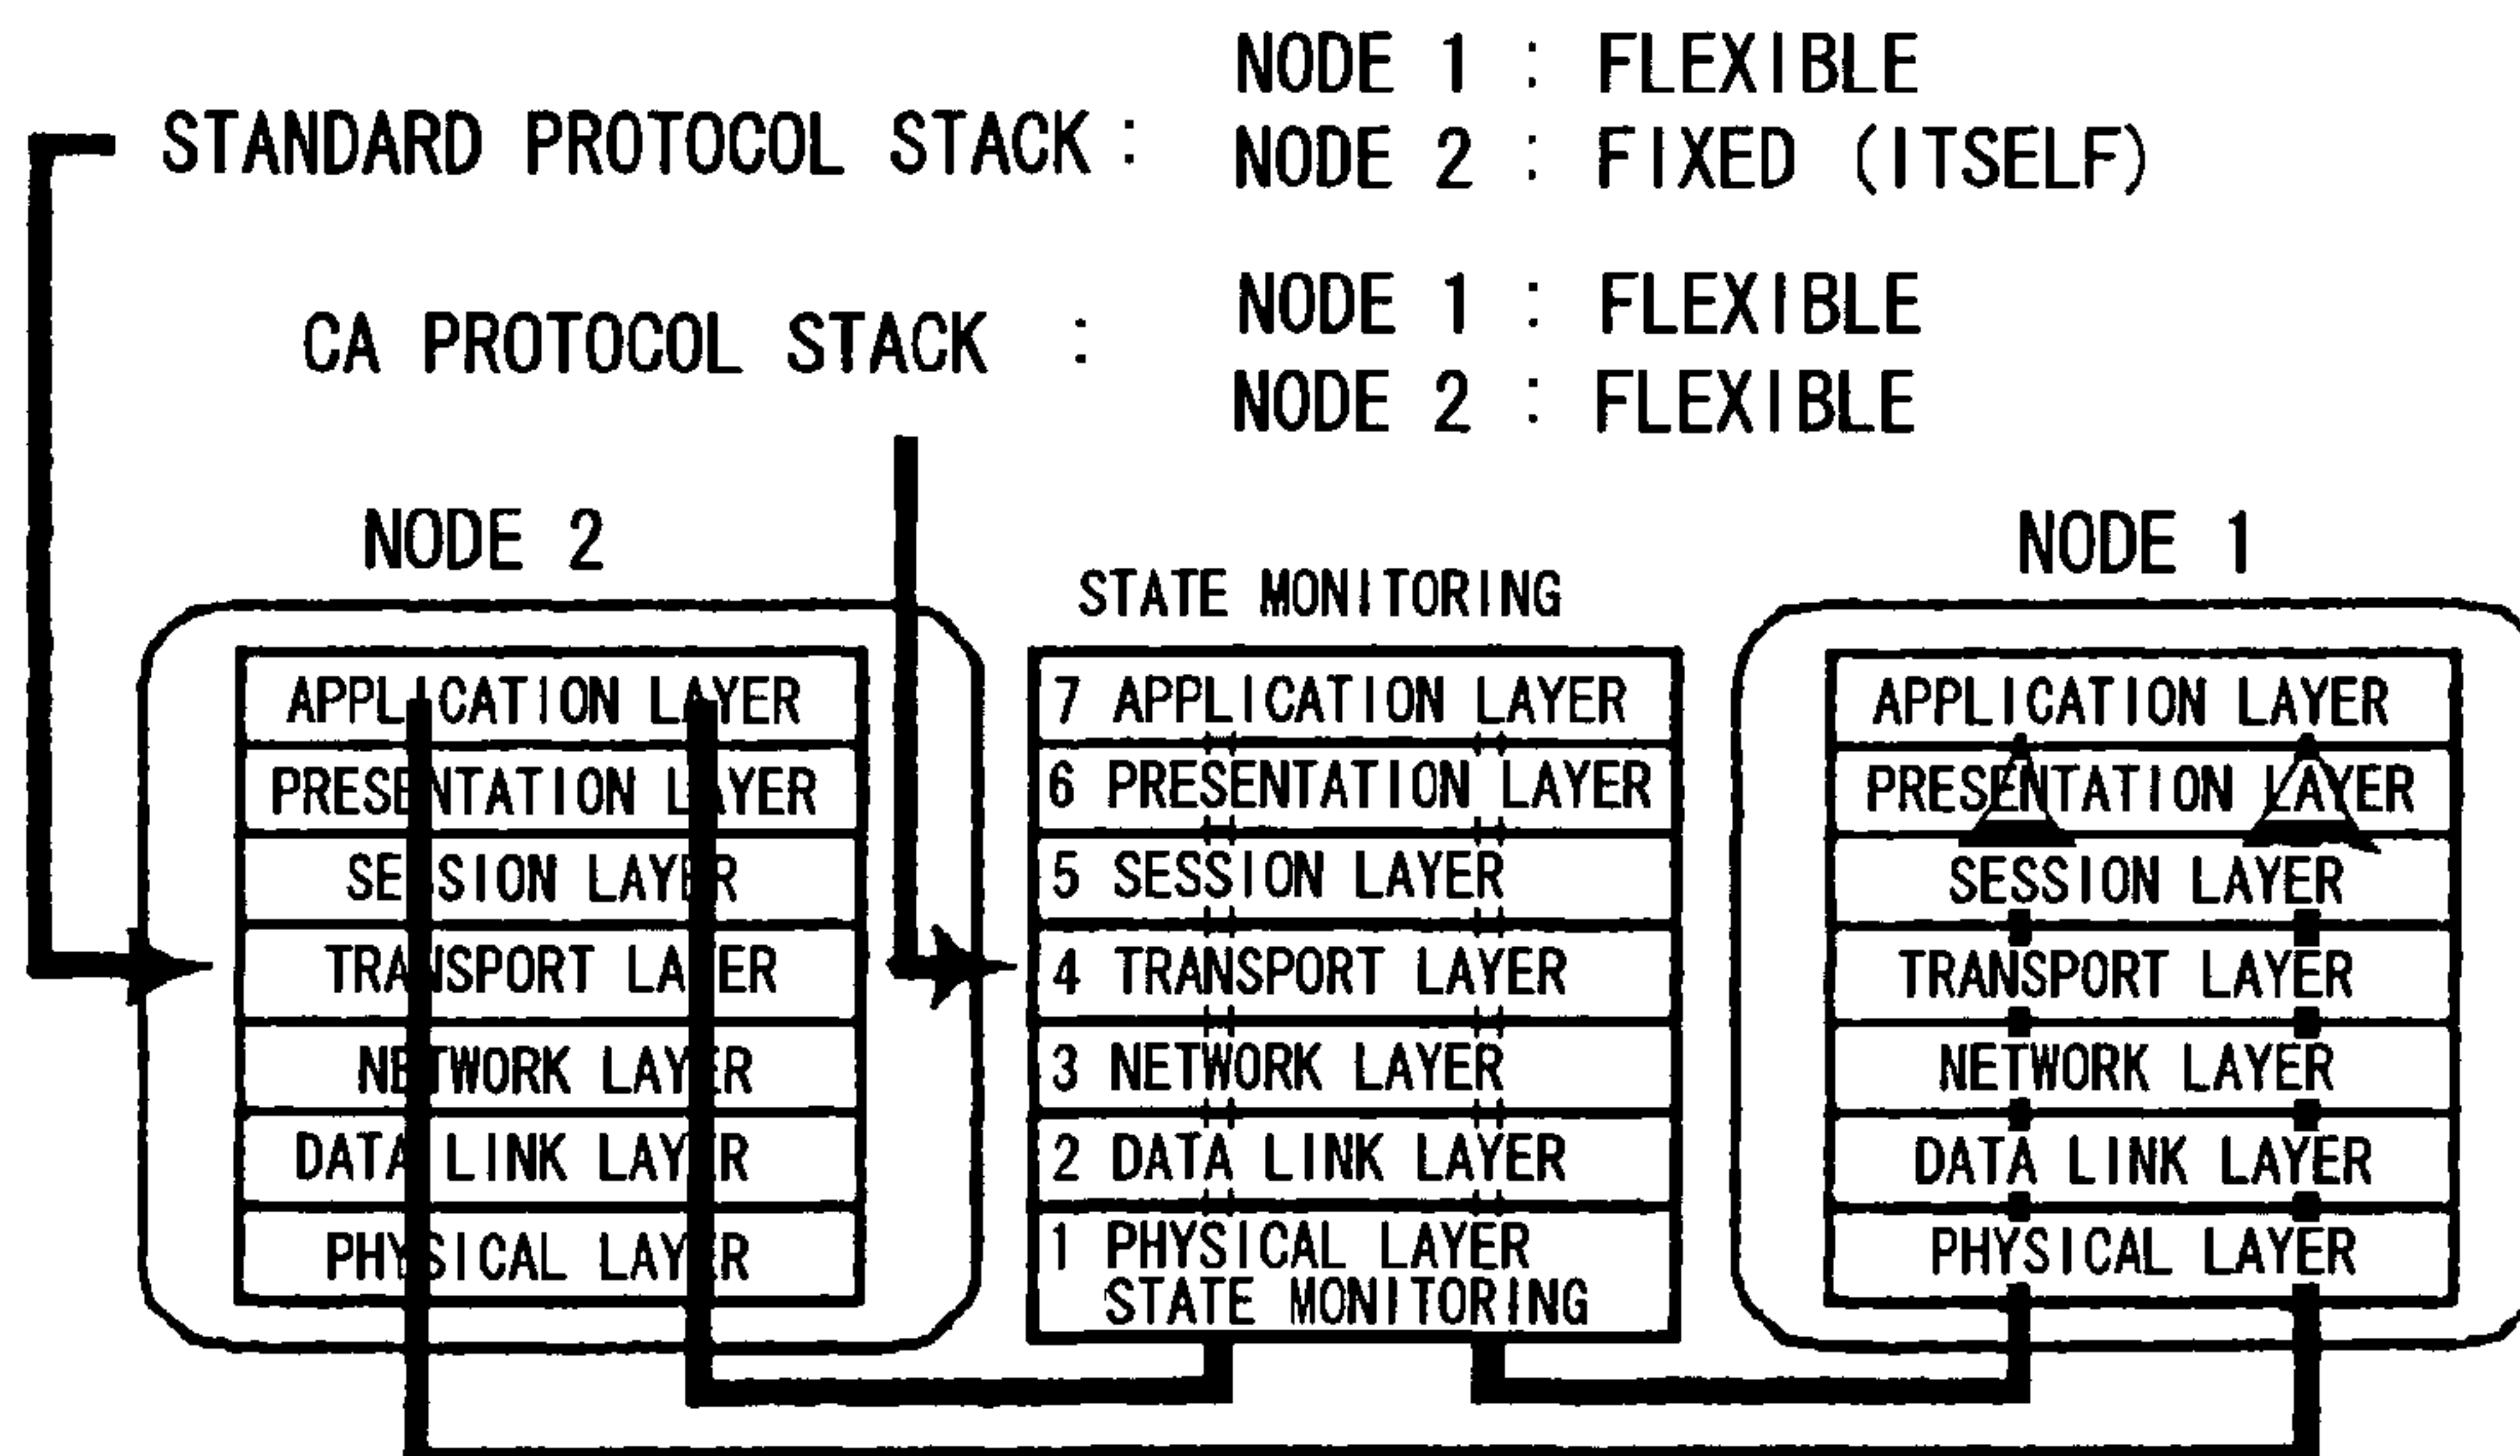 NODE 1 : FLEXIBLE
STANDARD PROTOCOL STACK :
NODE 2 : FIXED (ITSELF)
NODE 1 : FLEXIBLE
CA PROTOCOL STACK :
NODE 2 : FLEXIBLE
NODE 2
STATE MONITORING
NODE 1
APPLICATION LAYER
PRESENTATION LAYER
SESSION LAYER
TRANSPORT LAYER
NETWORK LAYER
DATA LINK LAYER
PHYSICAL LAYER
7 APPLICATION LAYER
6 PRESENTATION LAYER
5 SESSION LAYER
4 TRANSPORT LAYER
3 NETWORK LAYER
2 DATA LINK LAYER
1 PHYSICAL LAYER
STATE MONITORING
APPLICATION LAYER
PRESENTATION LAYER
SESSION LAYER
TRANSPORT LAYER
NETWORK LAYER
DATA LINK LAYER
PHYSICAL LAYER